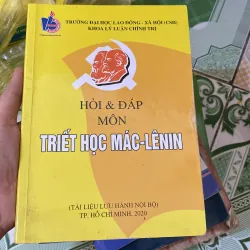 TRƯỜNG ĐẠI HỌC LAO ĐỘNG - XÃ HỘI (CSII)
KHOA LÝ LUẬN CHÍNH TRỊ
HỎI & ĐÁP
MÔN
TRIẾT HỌC MÁC-LÊNIN
(TÀI LIỆU LƯU HÀNH NỘI BỘ)
TP. HỒ CHÍ MINH, 2020